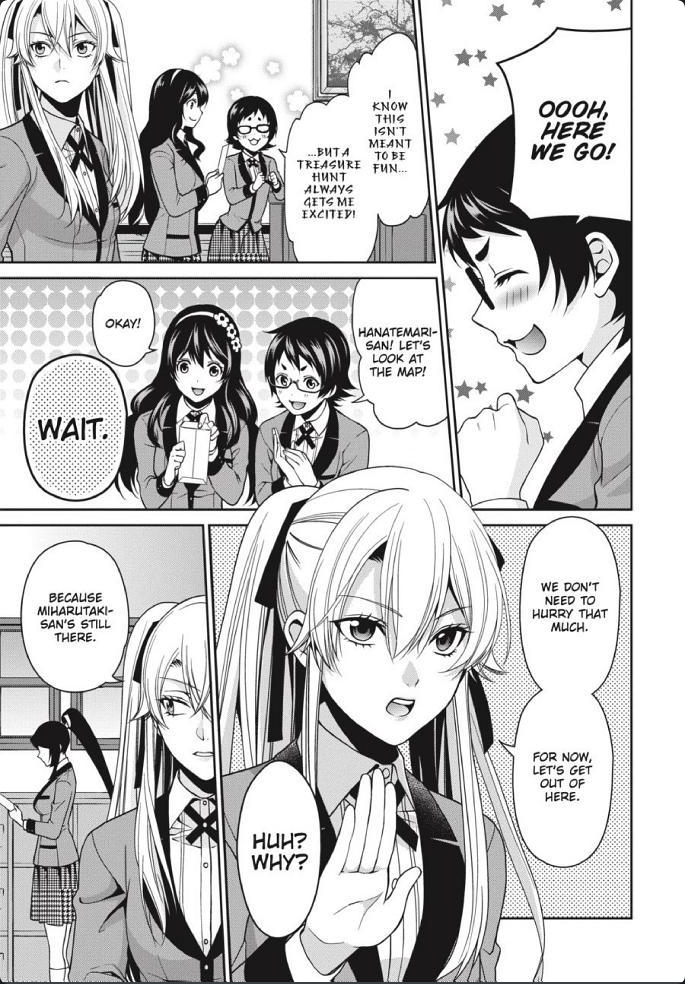 OOOH,
HERE
WE GO!
I
KNOW
THIS
ISN'T
MEANT
TO BE
FUN...
...BUT A
TREASURE
HUNT
ALWAYS
GETS ME
EXCITED!
HANATEMARI-
SAN! LET'S
LOOK AT
THE MAP!
OKAY!
WAIT.
WE DON'T
NEED TO
HURRY THAT
MUCH.
FOR NOW,
LET'S GET
OUT OF
HERE.
HUH?
WHY?
BECAUSE
MIHARUTAKI-
SAN'S STILL
THERE.